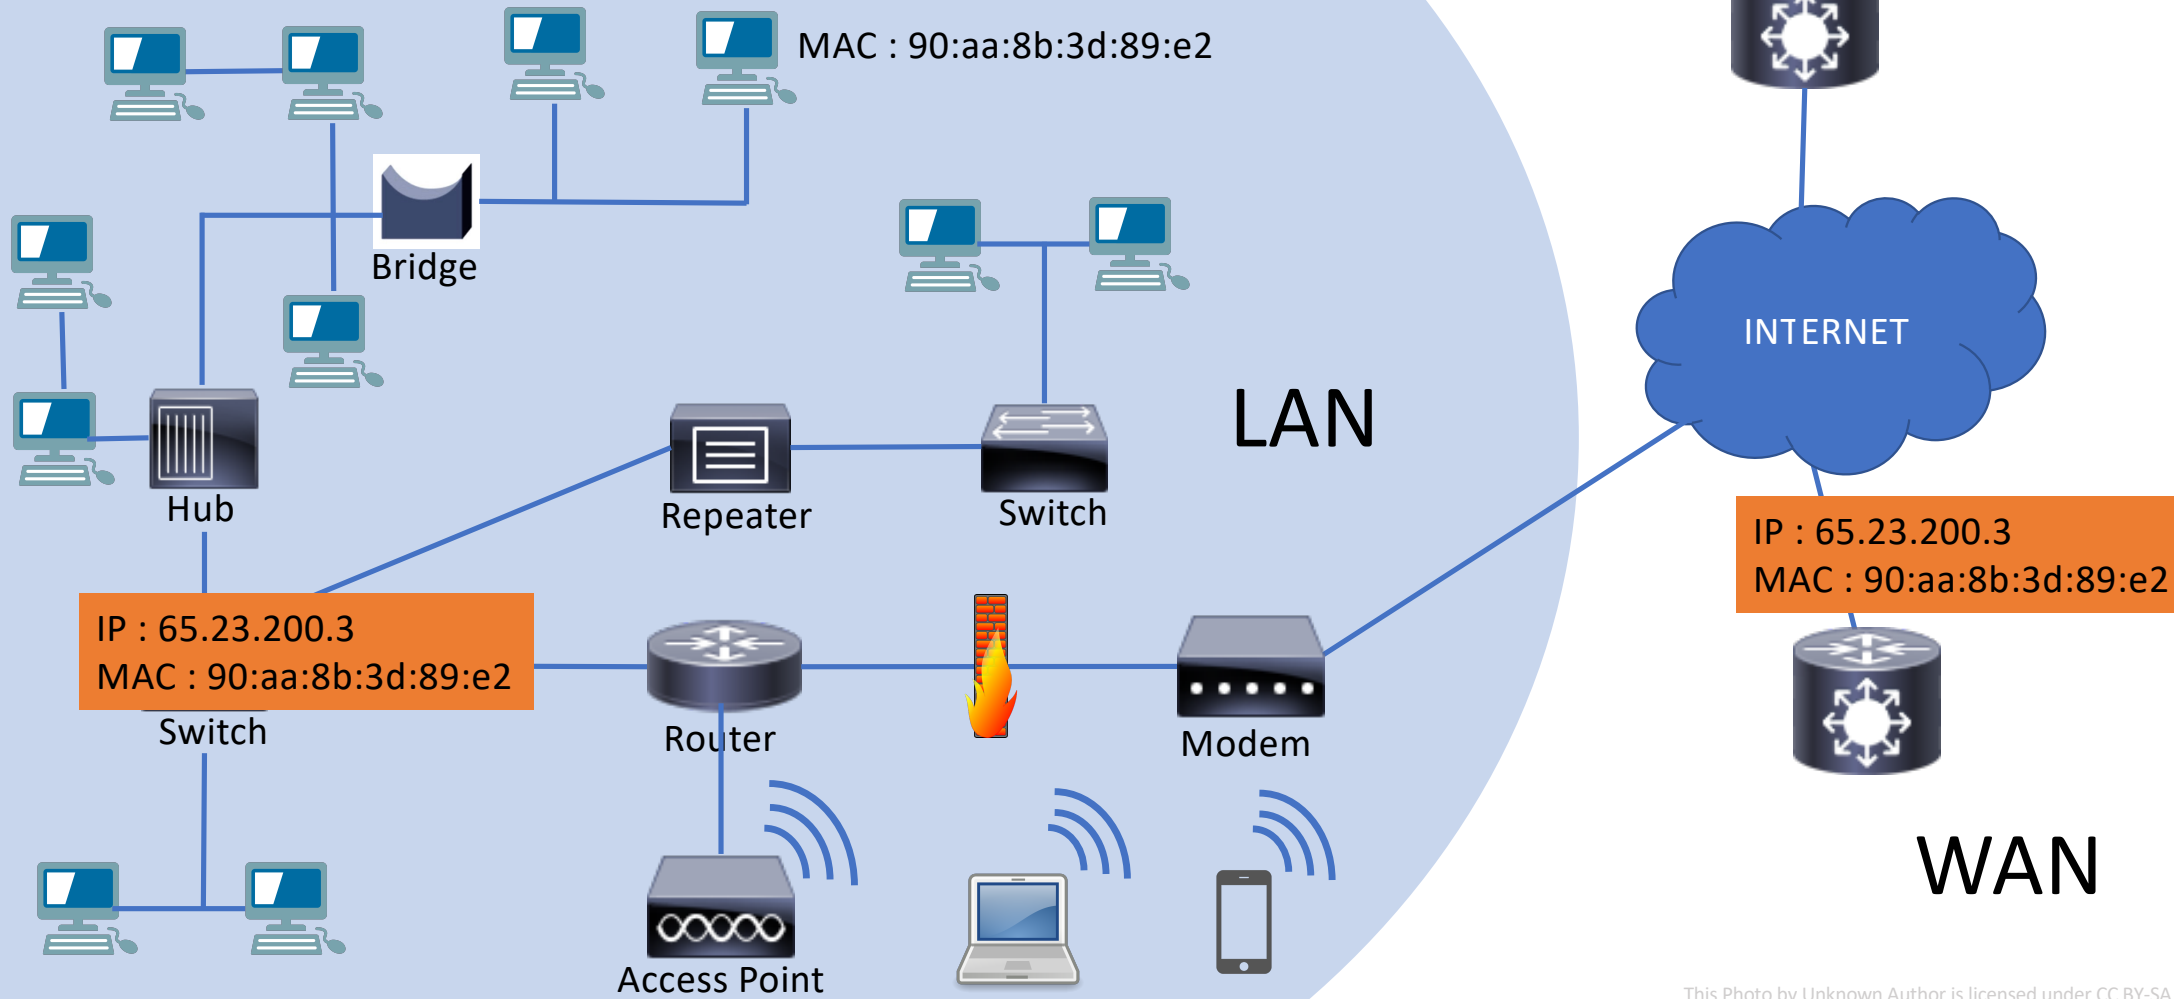 MAC : 90:aa:8b:3d:89:e2
Bridge
INTERNET
LAN
Hub
Repeater
Switch
IP : 65.23.200.3
MAC : 90:aa:8b:3d:89:e2
IP : 65.23.200.3
MAC : 90:aa:8b:3d:89:e2
Switch
Router
Modem
WAN
Access Point
This Photo by Unknown Author is licensed under CC BY-SA